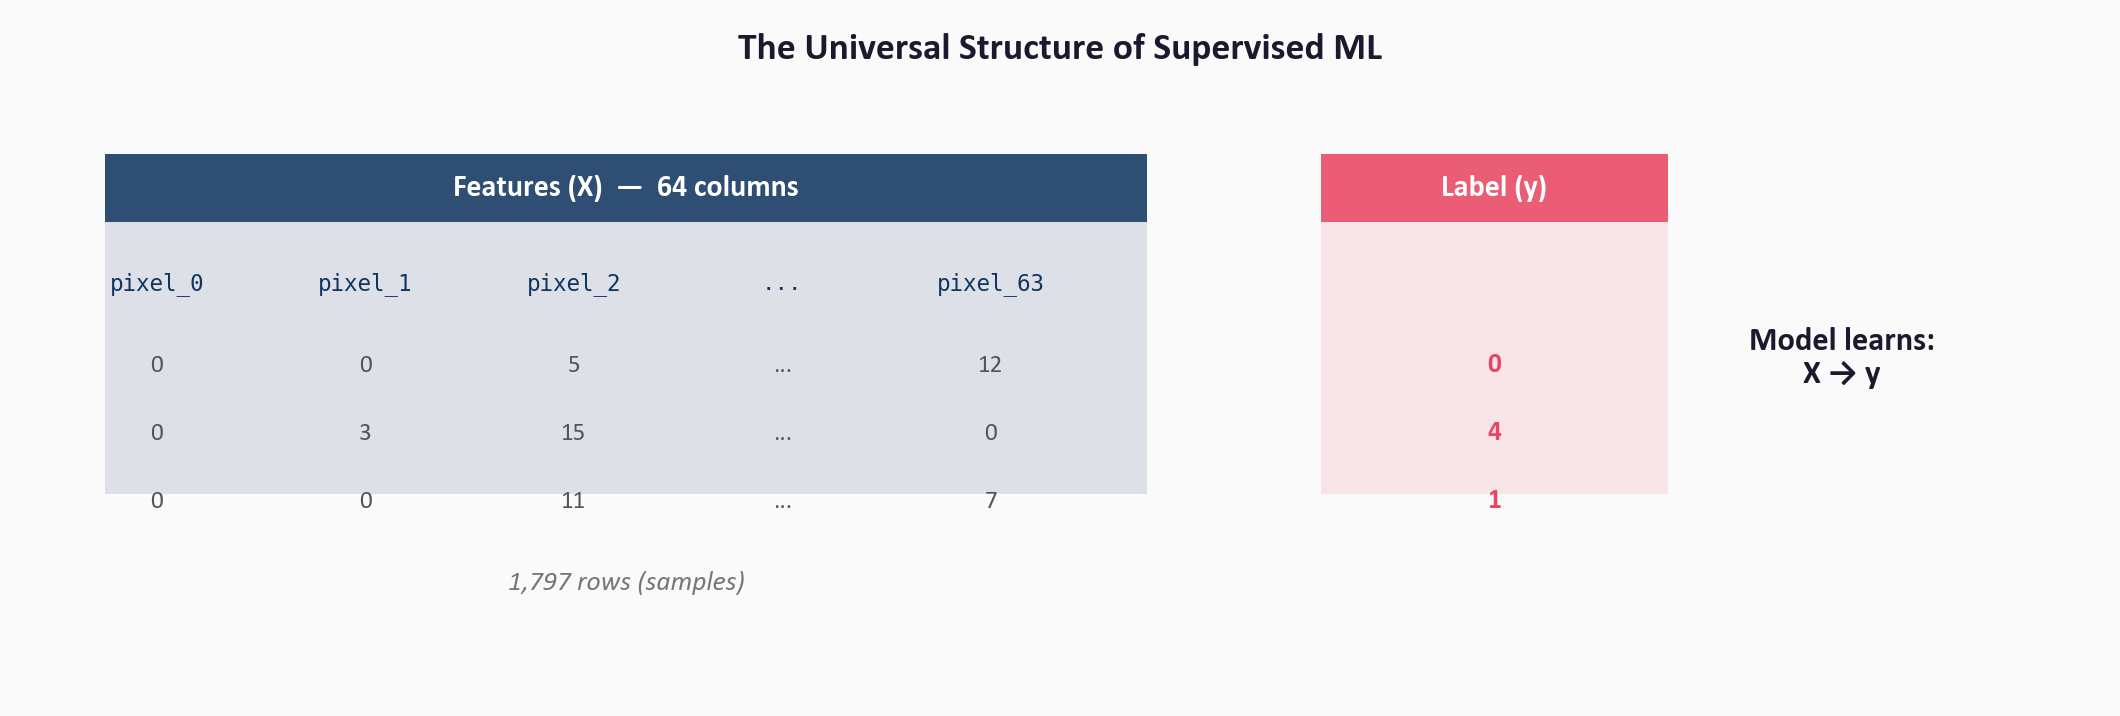 The Universal Structure of Supervised ML
Features (X) — 64 columns
Label (y)
pixel_0 pixel_1 pixel_2 ... pixel_63
0 0 5 ... 12 0
0 3 15 ... 0 4
0 0 11 ... 7 1
Model learns:
X → y
1,797 rows (samples)